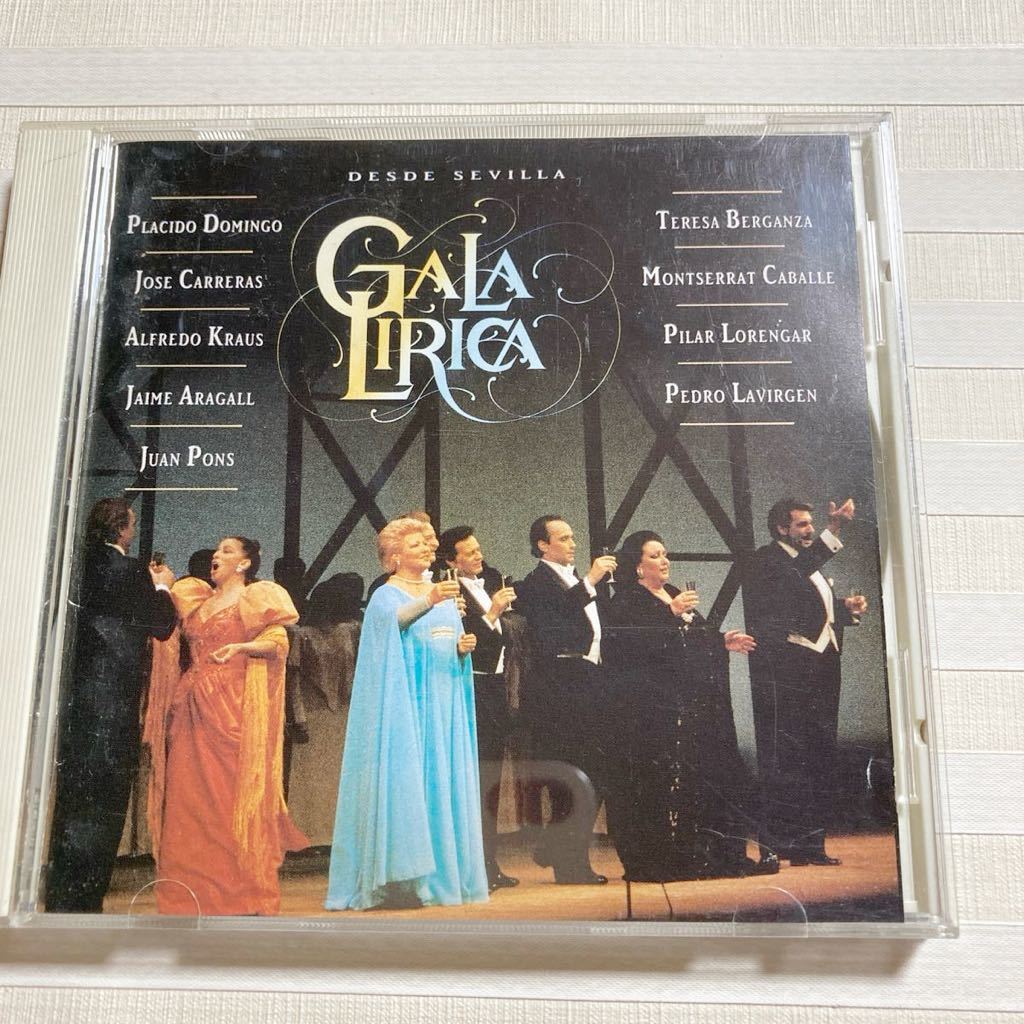 DESDE SEVILLA
GALA
LIRICA
PLACIDO DOMINGO
JOSE CARRERAS
ALFREDO KRAUS
JAIME ARAGALL
JUAN PONS
TERESA BERGANZA
MONTSERRAT CABALLE
PILAR LORENGAR
PEDRO LAVIRGEN